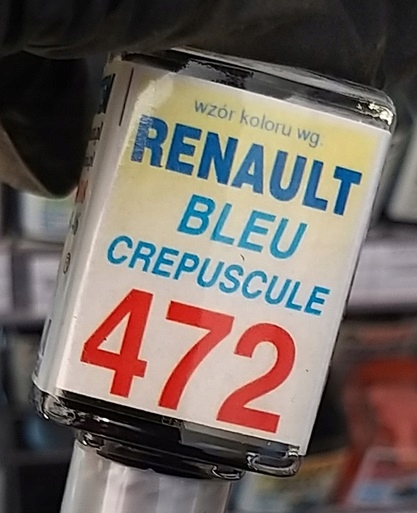 wzór koloru wg.
RENAULT
BLEU
CREPUSCULE
472